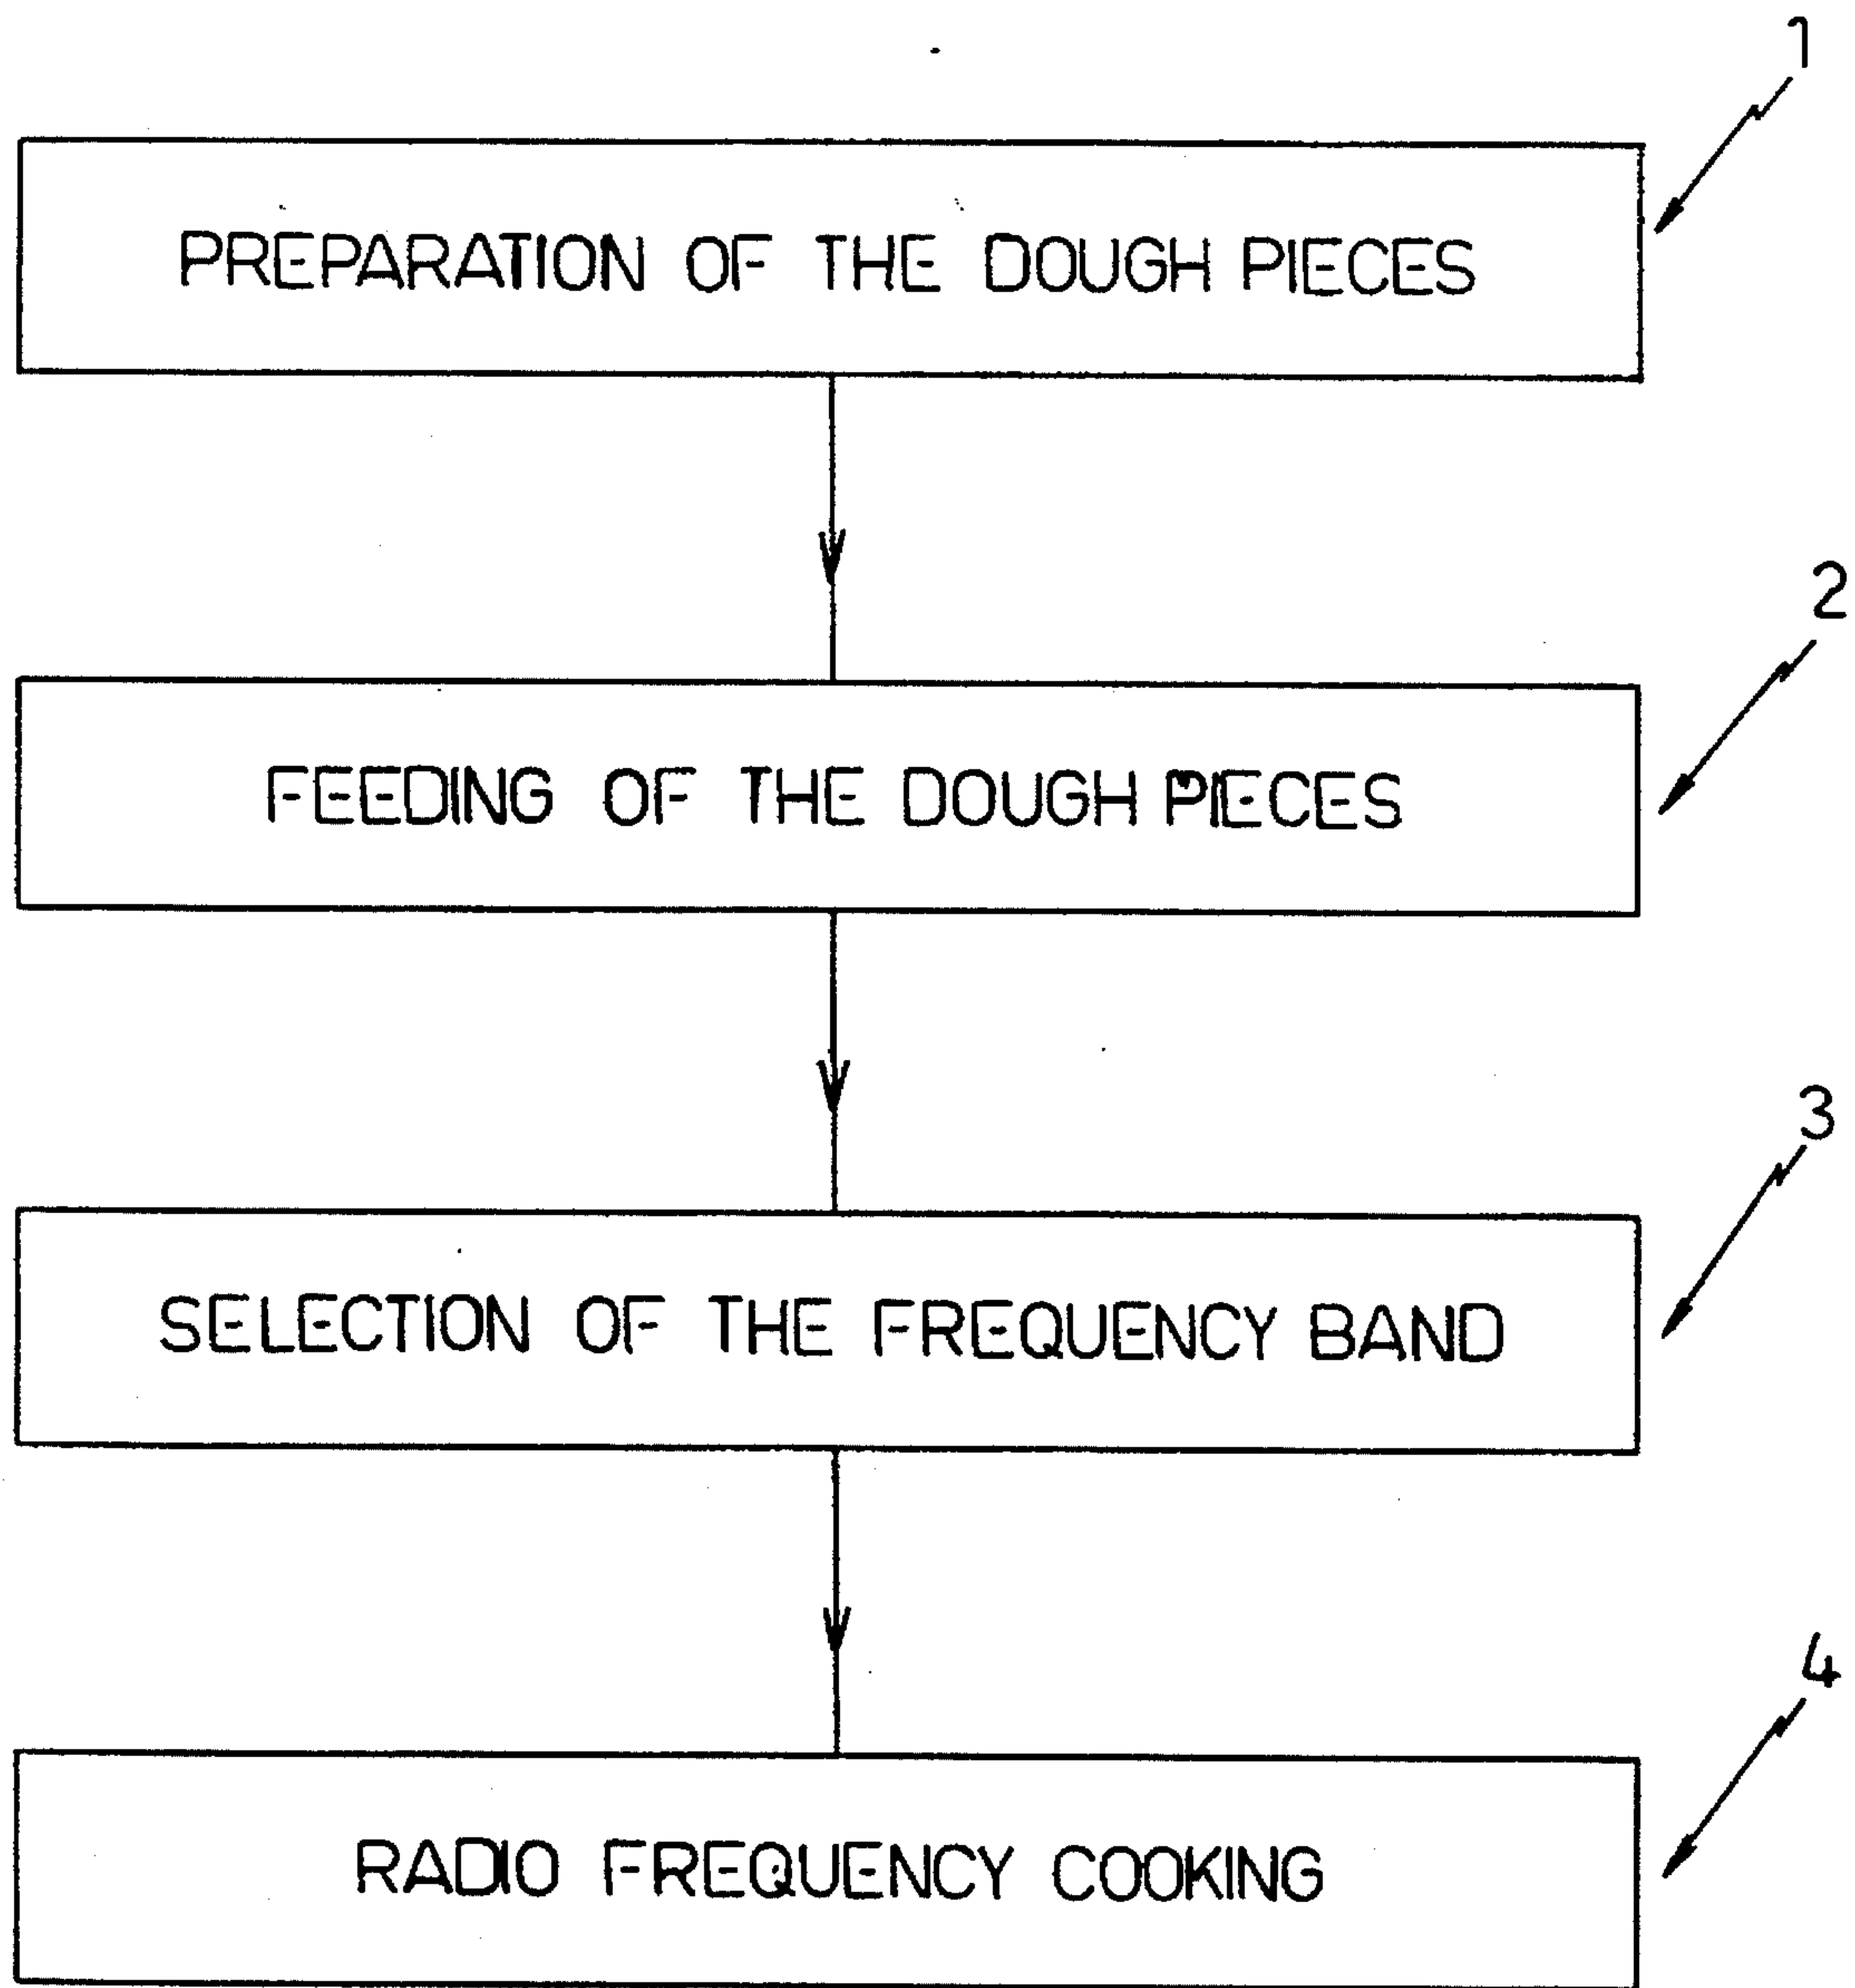 1
PREPARATION OF THE DOUGH PIECES
2
FEEDING OF THE DOUGH PIECES
3
SELECTION OF THE FREQUENCY BAND
4
RADIO FREQUENCY COOKING